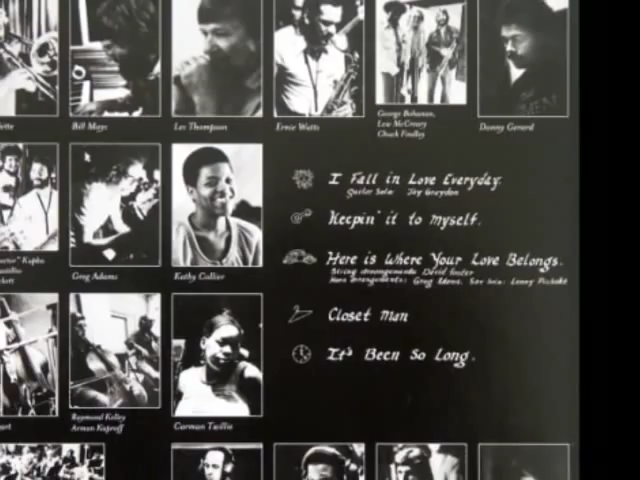 Bill Mays
Les Thompson
Ernie Watts
George Bohanon,
Lew McCreary
Chuck Findley
Donny Gerard
I Fall in Love Everyday.
Guitar Solo: Jay Graydon
Keepin' it to myself.
Here is Where Your Love Belongs.
String arrangements: David Foster
Horn arrangements: Greg Adams, Sax Solo: Lenny Pickett
Greg Adams
Kathy Collier
Closet Man
It's Been So Long.
Raymond Kelley
Arman Kaproff
Carman Twillie